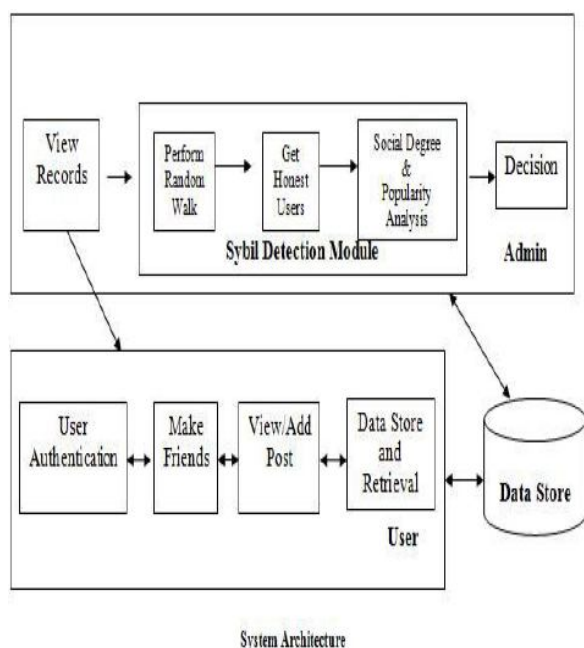 View
Records
Perform
Random
Walk
Get
Honest
Users
Social Degree
&
Popularity
Analysis
Decision
Sybil Detection Module
Admin
User
Authentication
Make
Friends
View/Add
Post
Data Store
and
Retrieval
User
Data Store
System Architecture